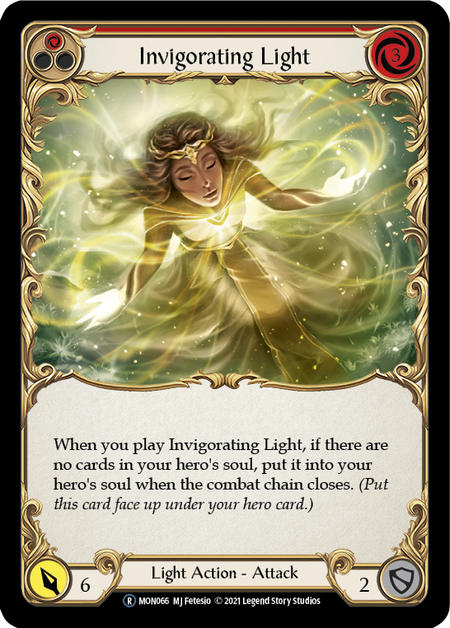 Invigorating Light
3
When you play Invigorating Light, if there are
no cards in your hero's soul, put it into your
hero's soul when the combat chain closes. (Put
this card face up under your hero card.)
6
Light Action - Attack
2
R MON066 MJ Fetesio © 2021 Legend Story Studios